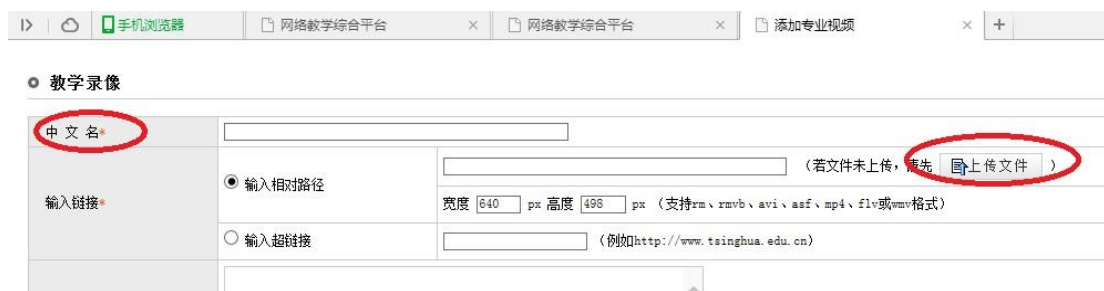 手机浏览器 网络教学综合平台 × 网络教学综合平台 × 添加专业视频 × +
教学录像
中 文 名*
输入链接*
输入相对路径
(若文件未上传,请先 上传文件 )
宽度 640 px 高度 498 px (支持rm、rmvb、avi、asf、mp4、flv或wmv格式)
输入超链接
(例如http://www.tsinghua.edu.cn)